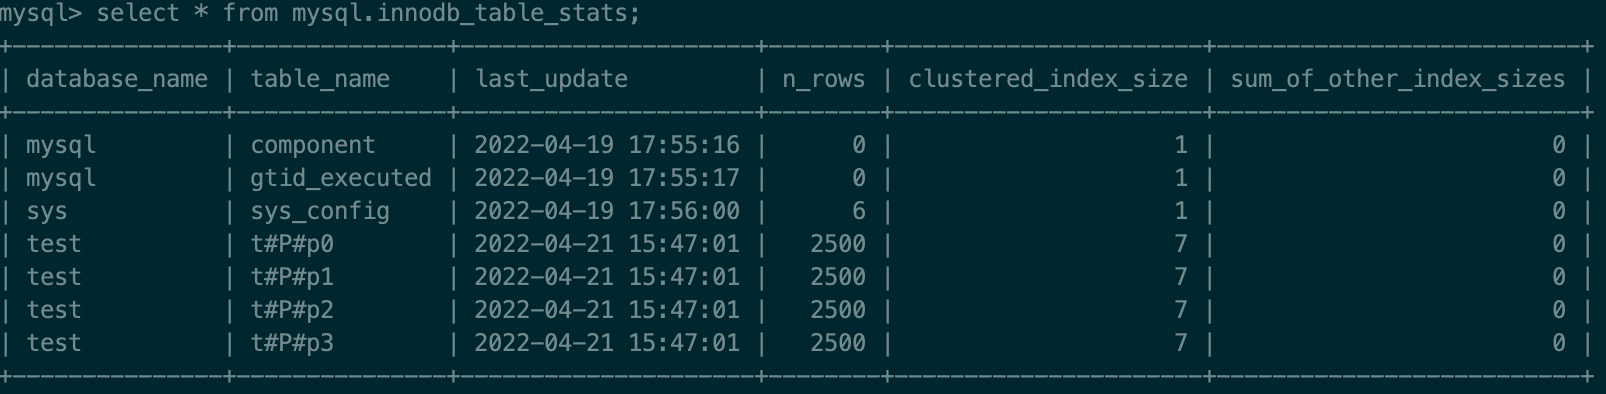 mysql> select * from mysql.innodb_table_stats;
+---------------+---------------+---------------------+--------+----------------------+--------------------------+
| database_name | table_name    | last_update         | n_rows | clustered_index_size | sum_of_other_index_sizes |
+---------------+---------------+---------------------+--------+----------------------+--------------------------+
| mysql         | component     | 2022-04-19 17:55:16 |      0 |                    1 |                        0 |
| mysql         | gtid_executed | 2022-04-19 17:55:17 |      0 |                    1 |                        0 |
| sys           | sys_config    | 2022-04-19 17:56:00 |      6 |                    1 |                        0 |
| test          | t#P#p0        | 2022-04-21 15:47:01 |   2500 |                    7 |                        0 |
| test          | t#P#p1        | 2022-04-21 15:47:01 |   2500 |                    7 |                        0 |
| test          | t#P#p2        | 2022-04-21 15:47:01 |   2500 |                    7 |                        0 |
| test          | t#P#p3        | 2022-04-21 15:47:01 |   2500 |                    7 |                        0 |
+---------------+---------------+---------------------+--------+----------------------+--------------------------+